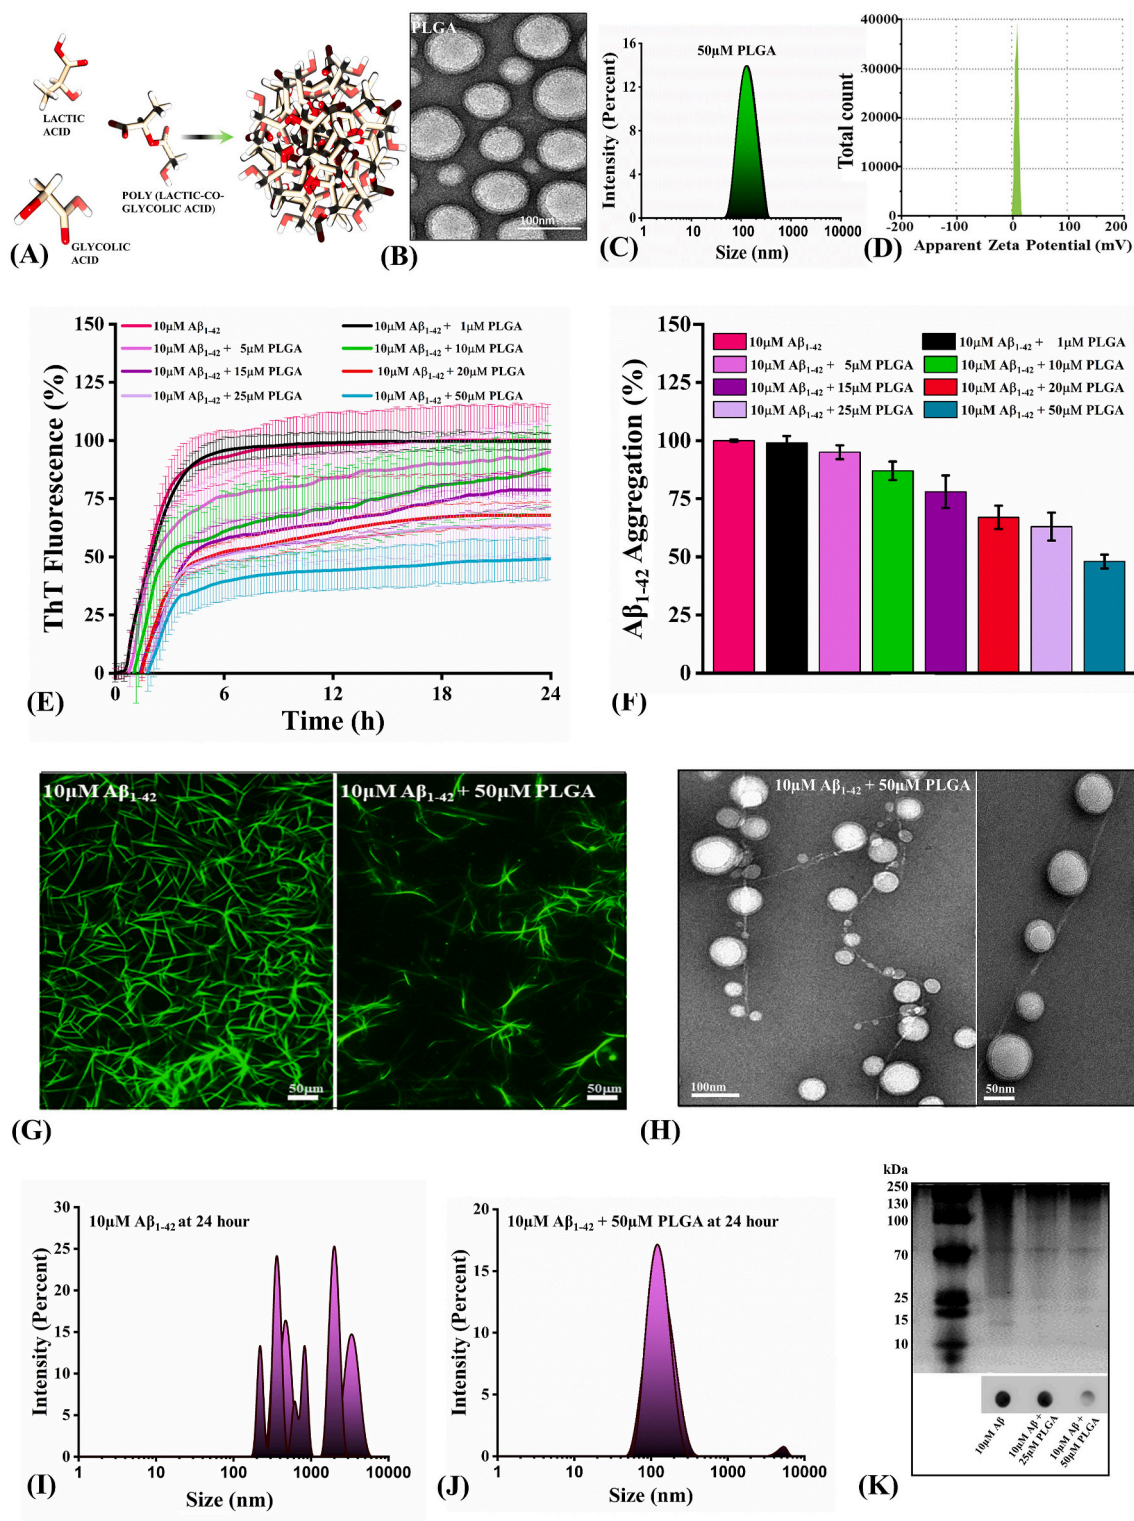 LACTIC
ACID
POLY (LACTIC-CO-
GLYCOLIC ACID)
GLYCOLIC
ACID
(A)
PLGA
100nm
(B)
50µM PLGA
Intensity (Percent)
16
12
8
4
0
0
1
10
100
1000
10000
Size (nm)
(C)
Total count
40000
30000
20000
10000
0
-200
-100
0
100
200
Apparent Zeta Potential (mV)
(D)
ThT Fluorescence (%)
150
125
100
75
50
25
0
10µM Aβ1-42
10µM Aβ1-42 + 1µM PLGA
10µM Aβ1-42 + 5µM PLGA
10µM Aβ1-42 + 10µM PLGA
10µM Aβ1-42 + 15µM PLGA
10µM Aβ1-42 + 20µM PLGA
10µM Aβ1-42 + 25µM PLGA
10µM Aβ1-42 + 50µM PLGA
0
6
12
18
24
Time (h)
(E)
Aβ1-42 Aggregation (%)
150
125
100
75
50
25
0
10µM Aβ1-42
10µM Aβ1-42 + 1µM PLGA
10µM Aβ1-42 + 5µM PLGA
10µM Aβ1-42 + 10µM PLGA
10µM Aβ1-42 + 15µM PLGA
10µM Aβ1-42 + 20µM PLGA
10µM Aβ1-42 + 25µM PLGA
10µM Aβ1-42 + 50µM PLGA
(F)
10µM Aβ1-42
50µm
10µM Aβ1-42 + 50µM PLGA
50µm
(G)
10µM Aβ1-42 + 50µM PLGA
100nm
50nm
(H)
10µM Aβ1-42 at 24 hour
Intensity (Percent)
30
25
20
15
10
5
0
1
10
100
1000
10000
Size (nm)
(I)
10µM Aβ1-42 + 50µM PLGA at 24 hour
Intensity (Percent)
20
15
10
5
0
1
10
100
1000
10000
Size (nm)
(J)
kDa
250
130
100
70
25
15
10
10µM Aβ
10µM Aβ +
25µM PLGA
10µM Aβ +
50µM PLGA
(K)